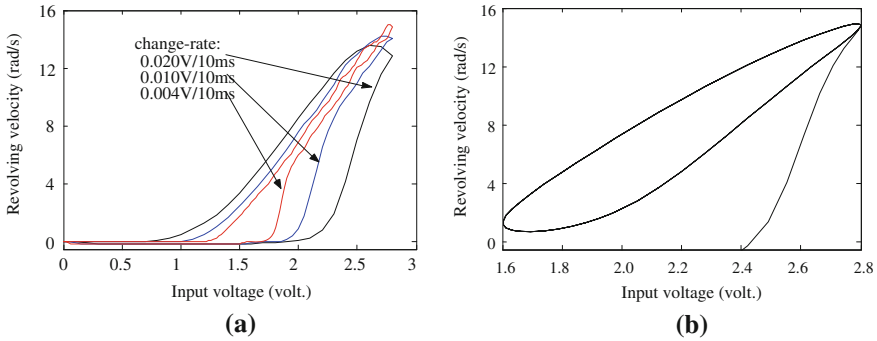 16
12
8
4
0
Revolving velocity (rad/s)
change-rate:
0.020V/10ms
0.010V/10ms
0.004V/10ms
0 0.5 1 1.5 2 2.5 3
Input voltage (volt.)
(a)
16
12
8
4
0
Revolving velocity (rad/s)
1.6 1.8 2.0 2.2 2.4 2.6 2.8
Input voltage (volt.)
(b)